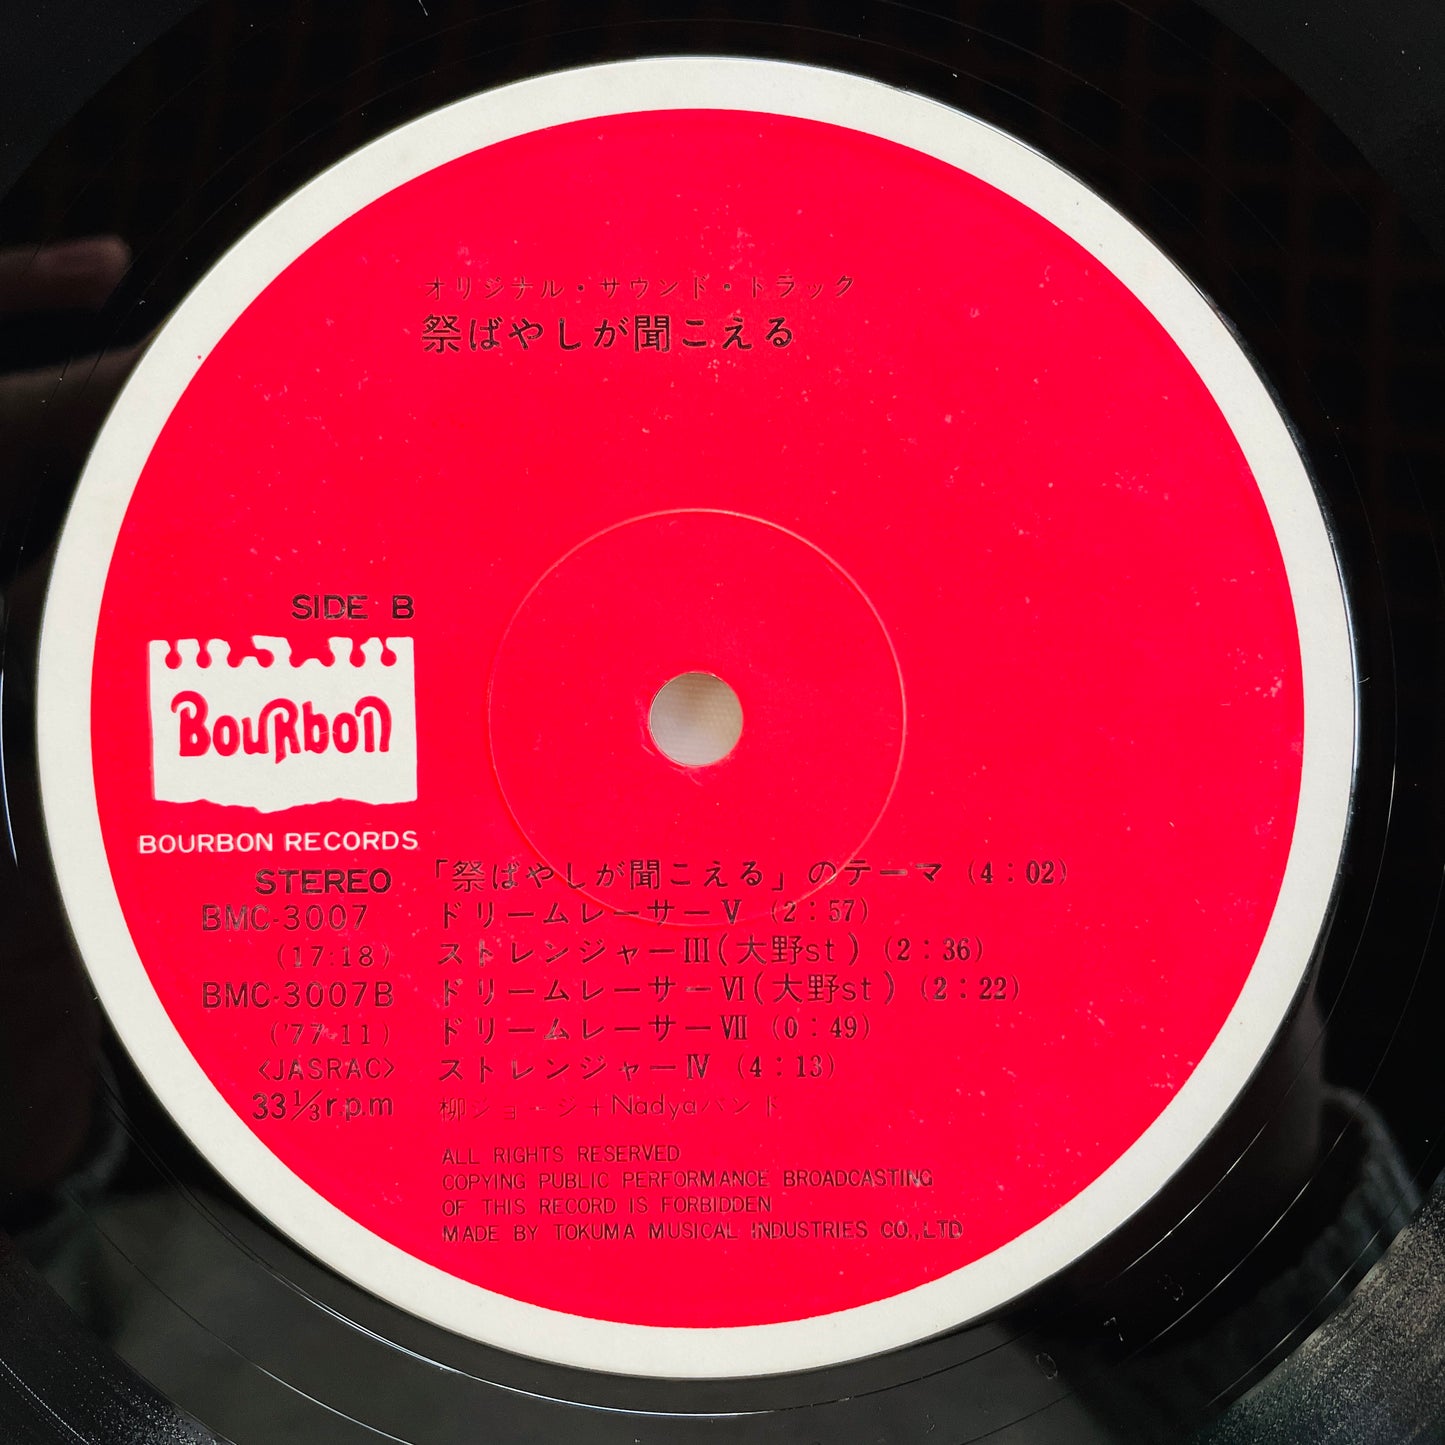 オリジナル・サウンド・トラック
祭ばやしが聞こえる
SIDE B
BouRbon
BOURBON RECORDS
STEREO
BMC-3007
(17:18)
BMC-3007B
('77-11)
<JASRAC>
33⅓r.p.m
「祭ばやしが聞こえる」のテーマ (4:02)
ドリームレーサーⅤ (2:57)
ストレンジャーⅢ(大野st) (2:36)
ドリームレーサーⅥ(大野st) (2:22)
ドリームレーサーⅦ (0:49)
ストレンジャーⅣ (4:13)
柳ジョージ+Nadyaバンド
ALL RIGHTS RESERVED
COPYING PUBLIC PERFORMANCE BROADCASTING
OF THIS RECORD IS FORBIDDEN
MADE BY TOKUMA MUSICAL INDUSTRIES CO.,LTD